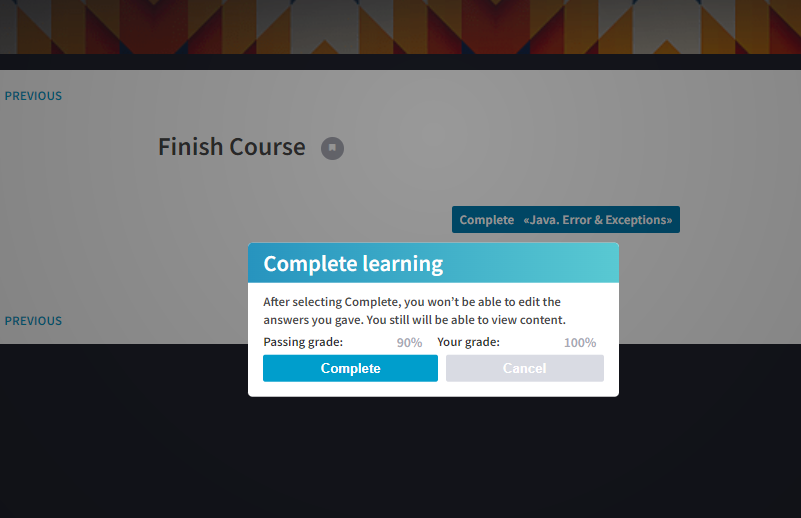 PREVIOUS
Finish Course
Complete «Java. Error & Exceptions»
Complete learning
After selecting Complete, you won’t be able to edit the
answers you gave. You still will be able to view content.
Passing grade: 90% Your grade: 100%
Complete Cancel
PREVIOUS